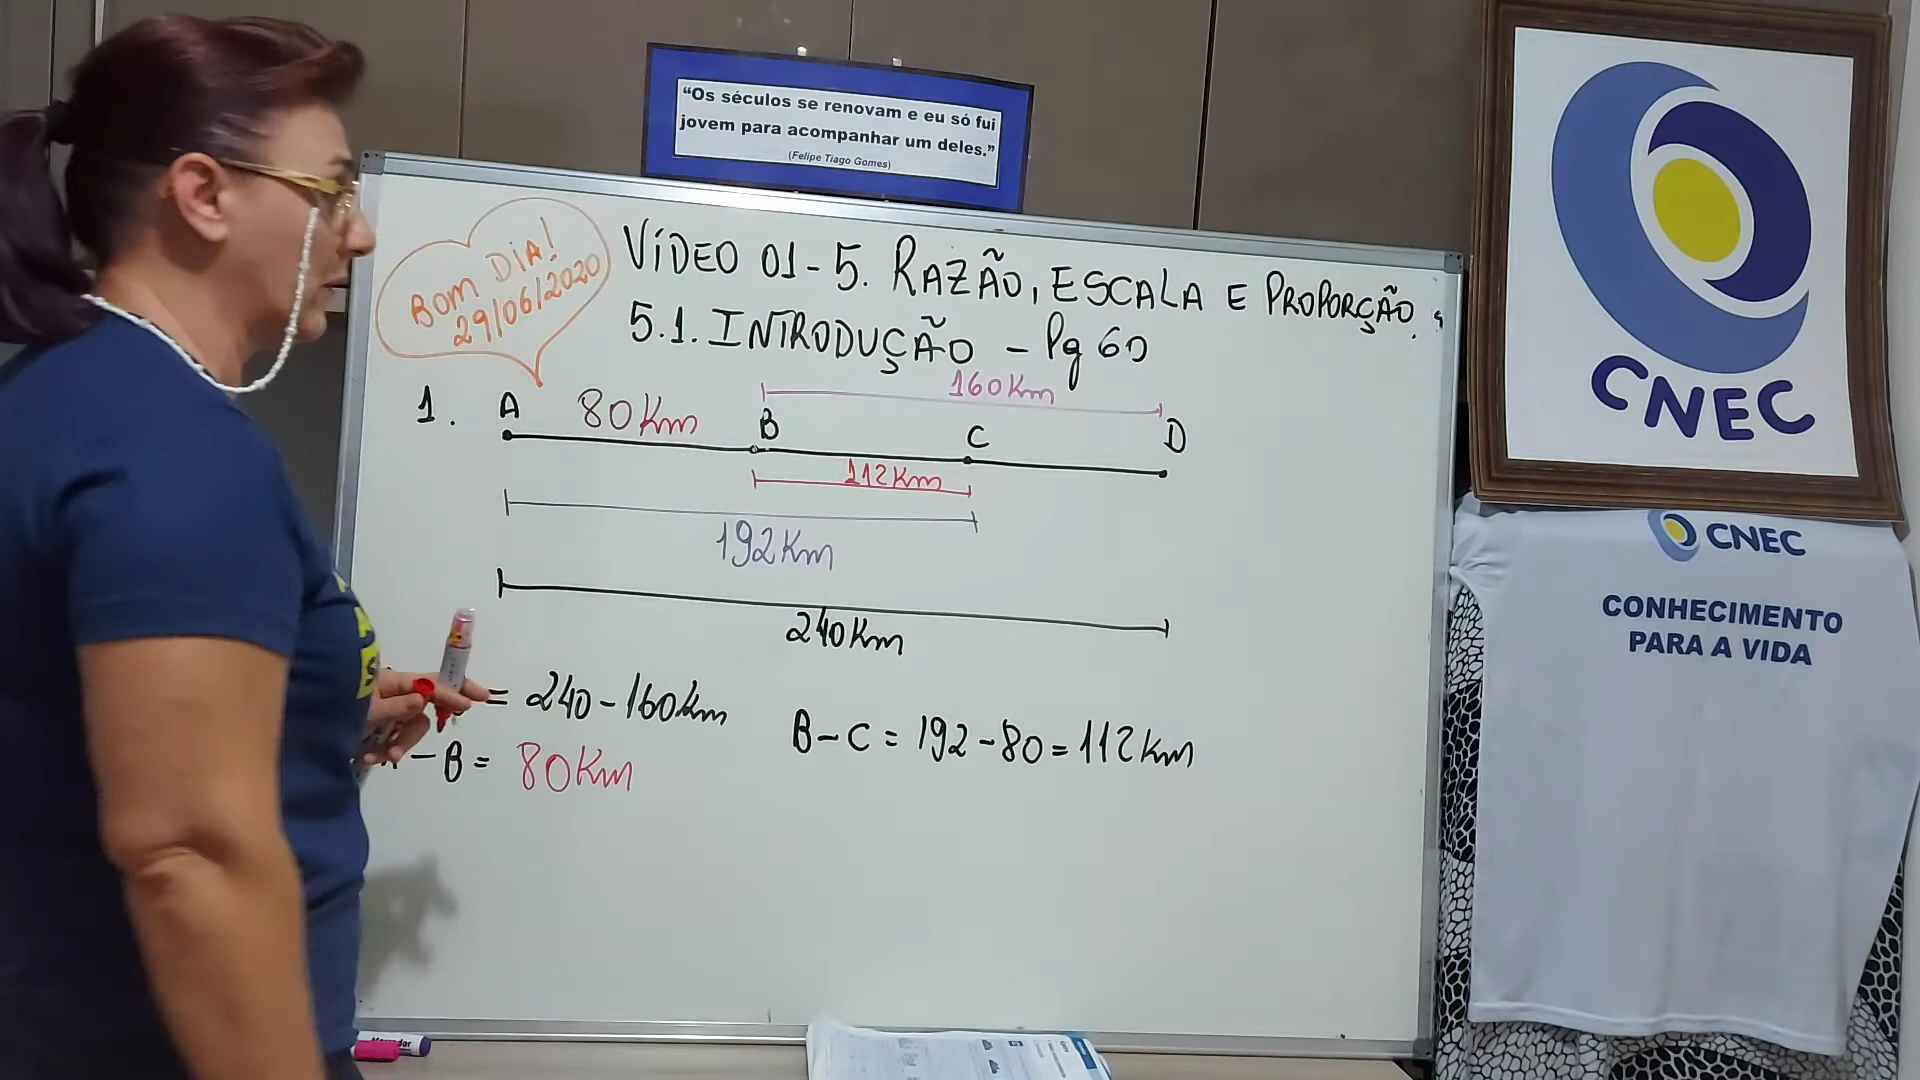 “Os séculos se renovam e eu só fui
jovem para acompanhar um deles.”
(Felipe Tiago Gomes)
CNEC
BOM DIA!
29/06/2020
VÍDEO 01 - 5. RAZÃO, ESCALA E PROPORÇÃO.
5.1. INTRODUÇÃO - Pg 60
160Km
1. A 80Km B C D
112Km
192Km
240Km
= 240 - 160km
- B = 80Km
B - C = 192 - 80 = 112km
CNEC
CONHECIMENTO
PARA A VIDA